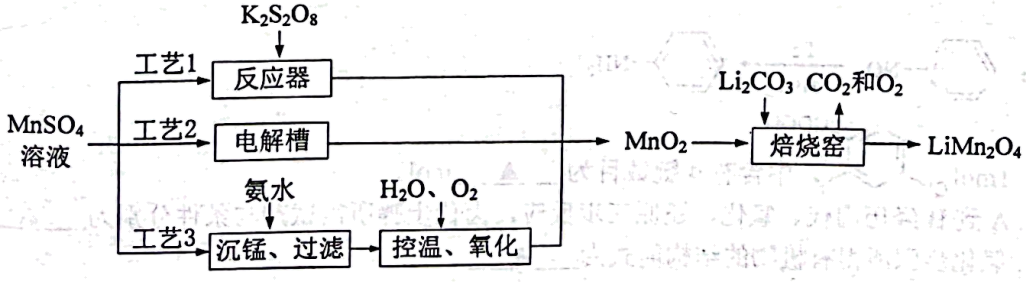 K₂S₂O₈
工艺1
反应器
Li₂CO₃ CO₂和O₂
MnSO₄
溶液
工艺2
电解槽
MnO₂
焙烧窑
LiMn₂O₄
氨水
H₂O、O₂
工艺3
沉锰、过滤
控温、氧化